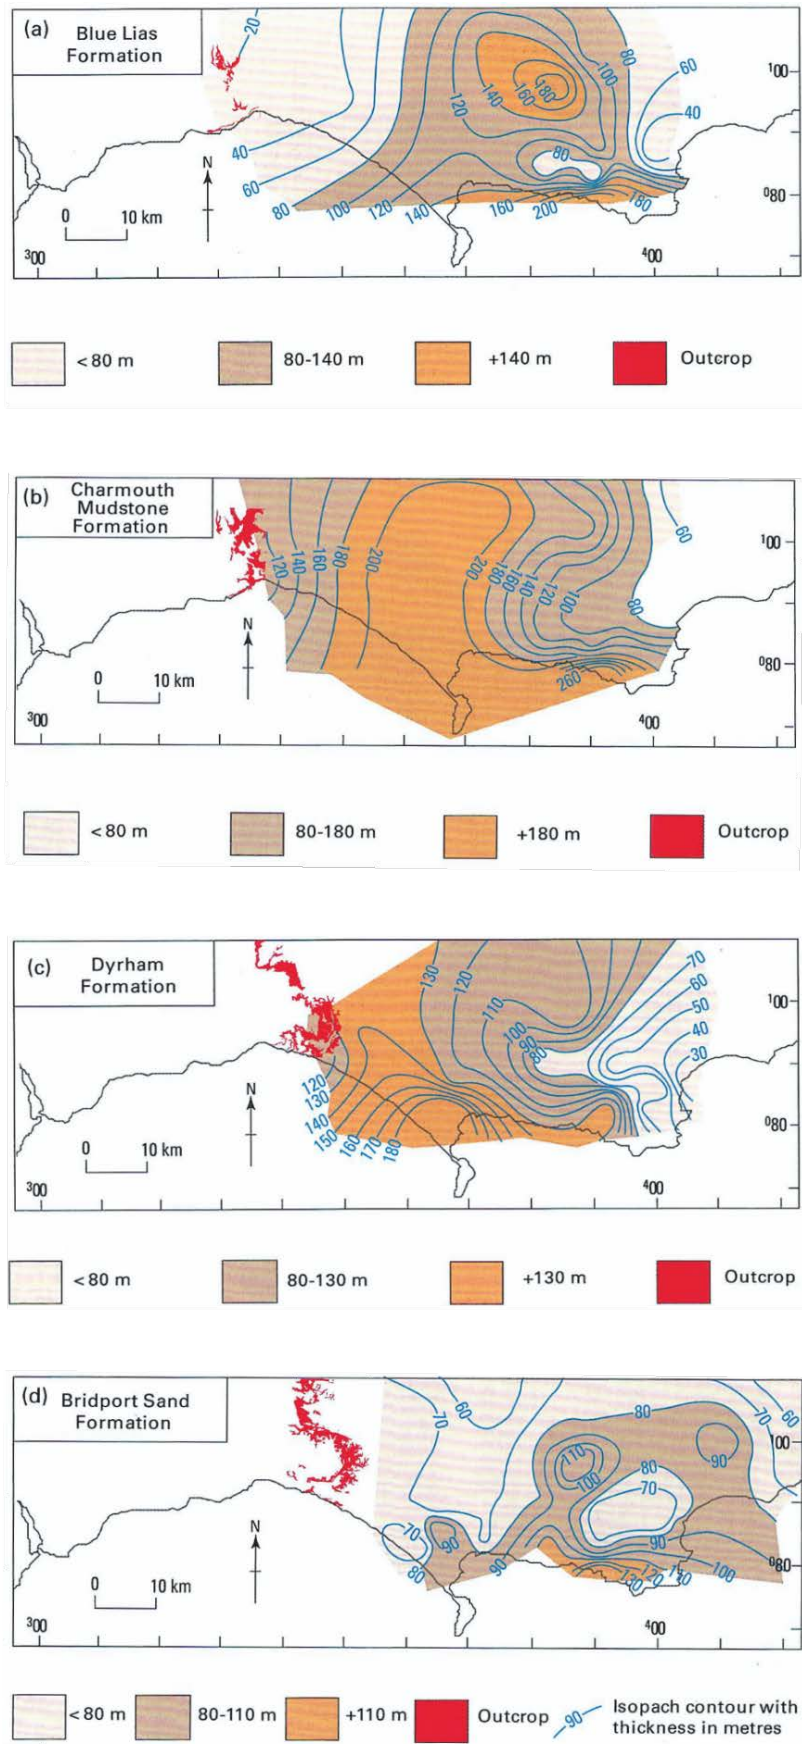 (a)
Blue Lias
Formation
20
40
60
80
100
120
140
160
200
180
120
140
160
180
100
80
60
40
80
100
080
N
0 10 km
300
400
< 80 m
80-140 m
+140 m
Outcrop
(b)
Charmouth
Mudstone
Formation
120
140
160
180
200
200
180
160
140
120
100
80
60
260
100
080
N
0 10 km
300
400
< 80 m
80-180 m
+180 m
Outcrop
(c)
Dyrham
Formation
130
120
110
100
90
80
70
60
50
40
30
120
130
140
150
160
170
180
100
080
N
0 10 km
300
400
< 80 m
80-130 m
+130 m
Outcrop
(d)
Bridport Sand
Formation
70
60
80
70
60
110
100
90
80
70
90
70
90
80
90
100
110
120
130
100
080
N
0 10 km
300
400
< 80 m
80-110 m
+110 m
Outcrop
90
Isopach contour with
thickness in metres